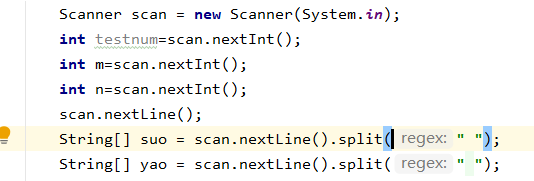 Scanner scan = new Scanner(System.in);
int testnum=scan.nextInt();
int m=scan.nextInt();
int n=scan.nextInt();
scan.nextLine();
String[] suo = scan.nextLine().split( regex: " ");
String[] yao = scan.nextLine().split( regex: " ");